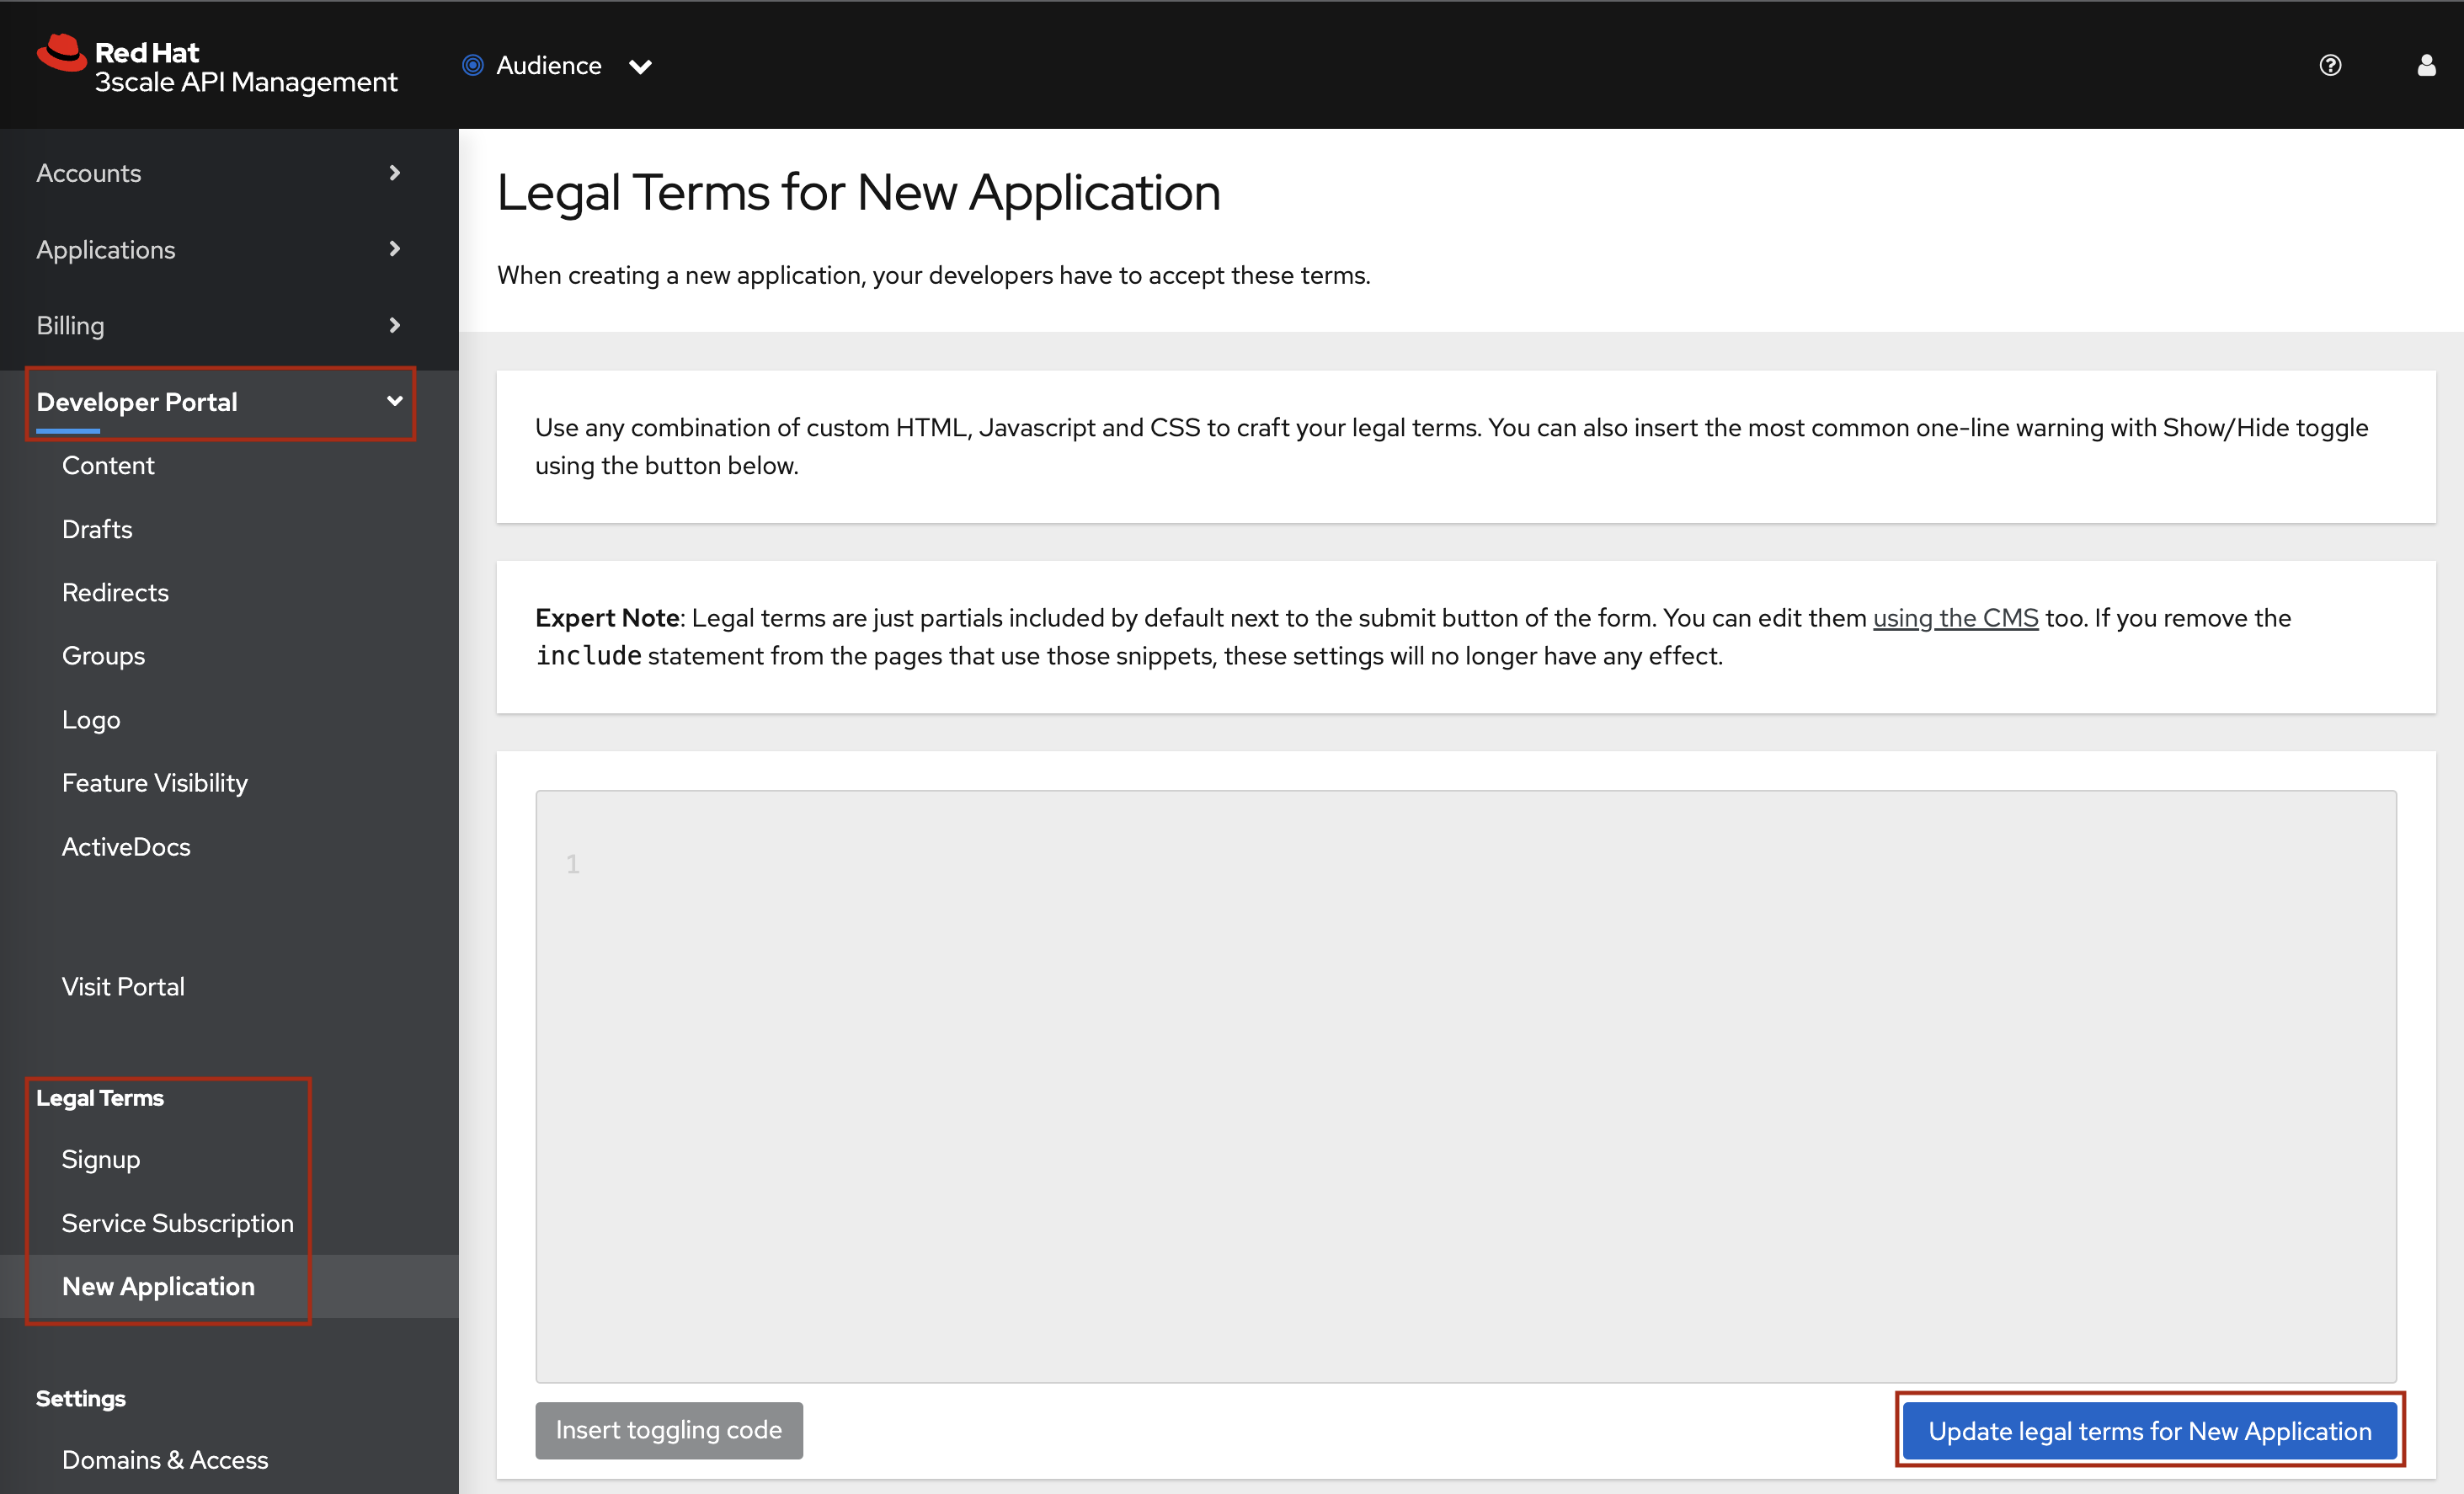 Red Hat
3scale API Management
Audience
Accounts
Applications
Billing
Developer Portal
Content
Drafts
Redirects
Groups
Logo
Feature Visibility
ActiveDocs
Visit Portal
Legal Terms
Signup
Service Subscription
New Application
Settings
Domains & Access
Legal Terms for New Application
When creating a new application, your developers have to accept these terms.
Use any combination of custom HTML, Javascript and CSS to craft your legal terms. You can also insert the most common one-line warning with Show/Hide toggle
using the button below.
Expert Note: Legal terms are just partials included by default next to the submit button of the form. You can edit them using the CMS too. If you remove the
include statement from the pages that use those snippets, these settings will no longer have any effect.
1
Insert toggling code
Update legal terms for New Application